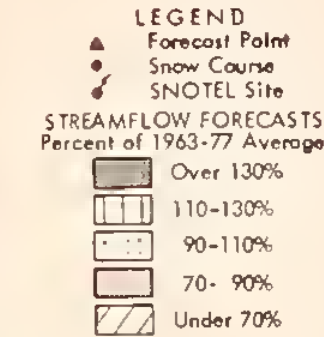 LEGEND
Forecast Point
Snow Course
SNOTEL Site
STREAMFLOW FORECASTS
Percent of 1963-77 Average
Over 130%
110-130%
90-110%
70- 90%
Under 70%